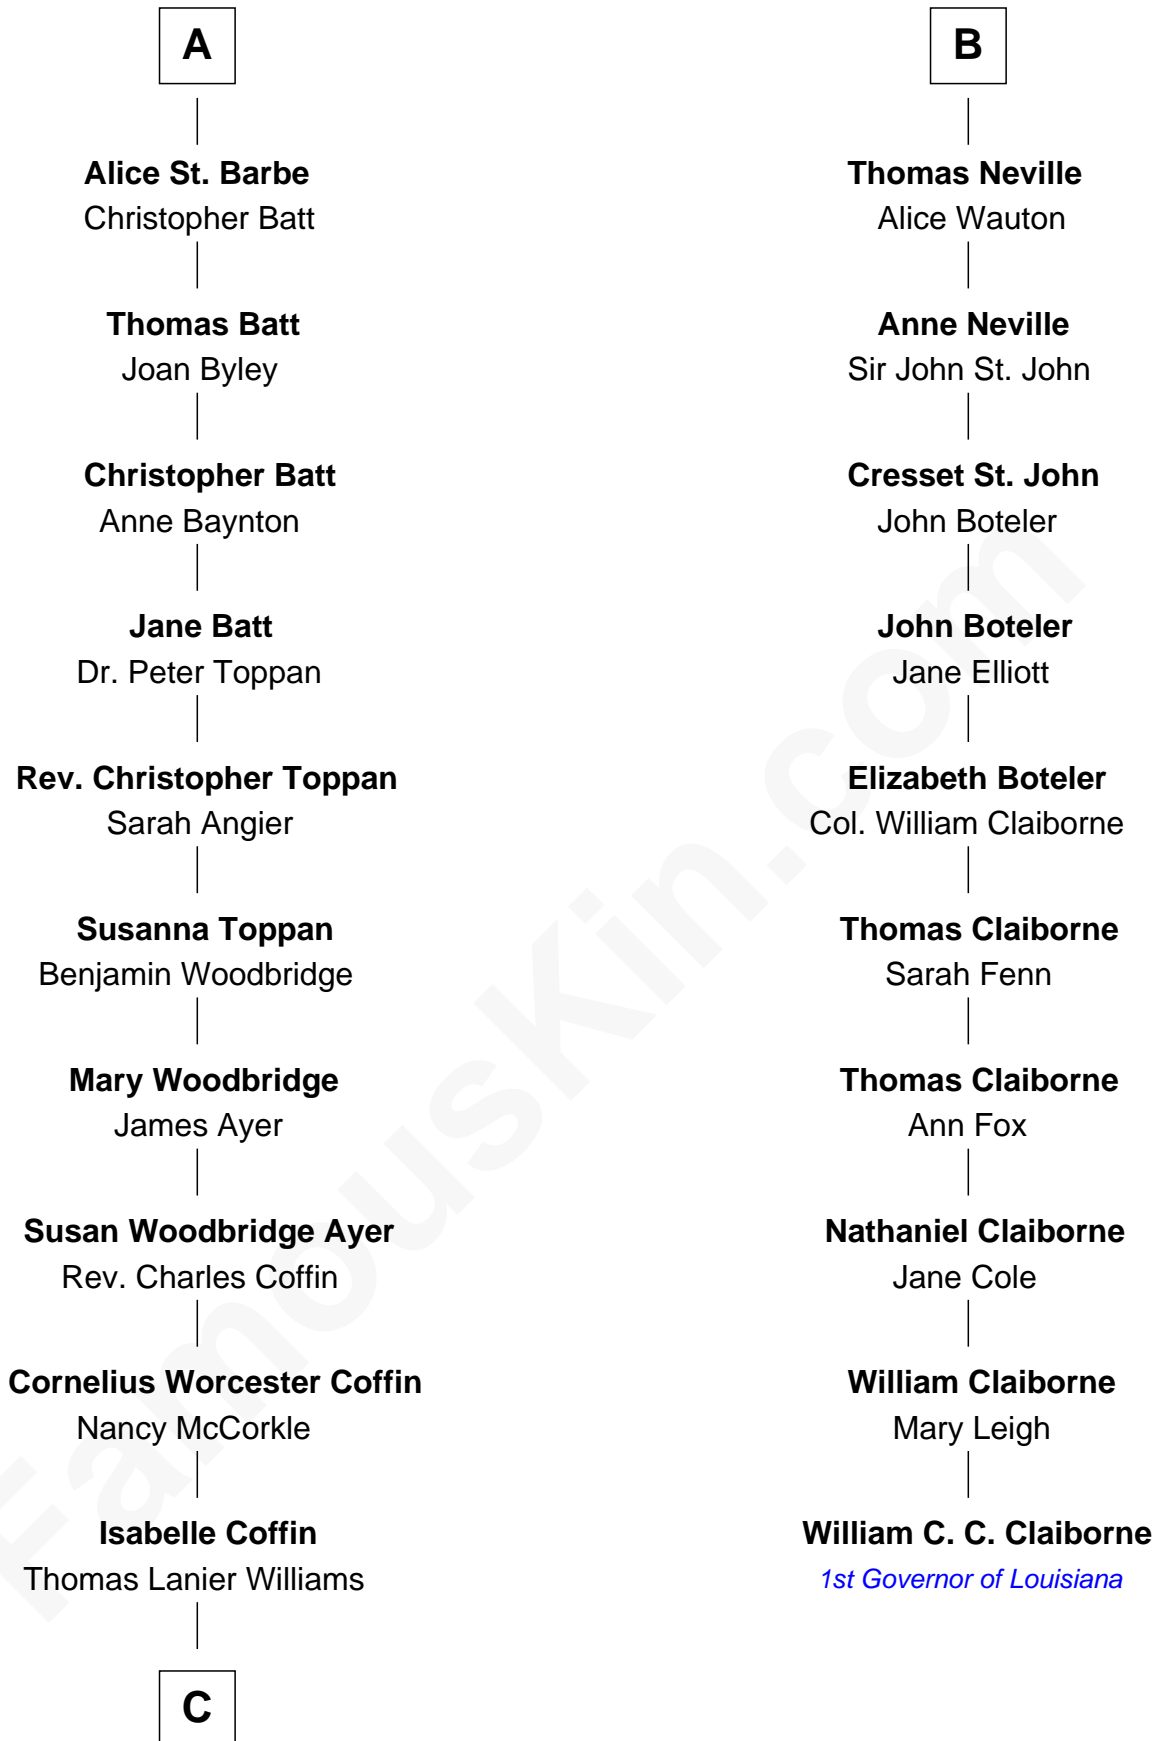 A
Alice St. Barbe
Christopher Batt
Thomas Batt
Joan Byley
Christopher Batt
Anne Baynton
Jane Batt
Dr. Peter Toppan
Rev. Christopher Toppan
Sarah Angier
Susanna Toppan
Benjamin Woodbridge
Mary Woodbridge
James Ayer
Susan Woodbridge Ayer
Rev. Charles Coffin
Cornelius Worcester Coffin
Nancy McCorkle
Isabelle Coffin
Thomas Lanier Williams
C
B
Thomas Neville
Alice Wauton
Anne Neville
Sir John St. John
Cresset St. John
John Boteler
John Boteler
Jane Elliott
Elizabeth Boteler
Col. William Claiborne
Thomas Claiborne
Sarah Fenn
Thomas Claiborne
Ann Fox
Nathaniel Claiborne
Jane Cole
William Claiborne
Mary Leigh
William C. C. Claiborne
1st Governor of Louisiana
FamousKin.com